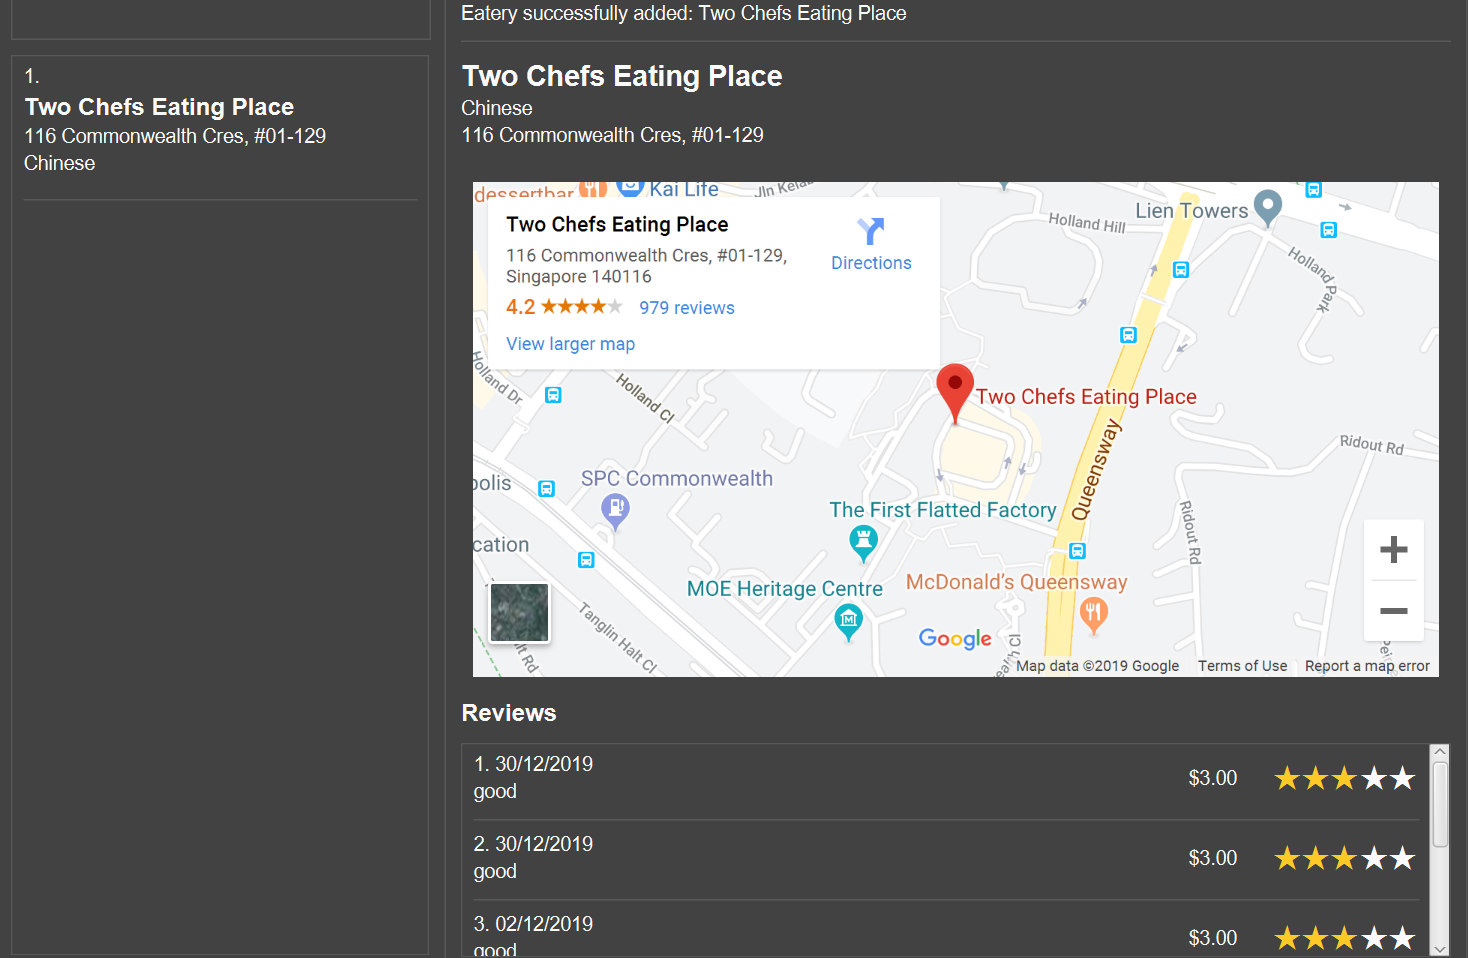 Eatery successfully added: Two Chefs Eating Place
1.
Two Chefs Eating Place
116 Commonwealth Cres, #01-129
Chinese
Two Chefs Eating Place
Chinese
116 Commonwealth Cres, #01-129
dessertbar
Kai Life
Two Chefs Eating Place
116 Commonwealth Cres, #01-129,
Singapore 140116
Directions
4.2
979 reviews
View larger map
Holland Hill
Lien Towers
Holland Park
Holland Dr
Holland Cl
Two Chefs Eating Place
Queensway
Ridout Rd
Ridout Rd
polis
SPC Commonwealth
The First Flatted Factory
cation
MOE Heritage Centre
McDonald's Queensway
Tanglin Halt Cl
lt Rd
ealth Cl
Google
Map data ©2019 Google
Terms of Use
Report a map error
Reviews
1. 30/12/2019
$3.00
good
2. 30/12/2019
$3.00
good
3. 02/12/2019
$3.00
good